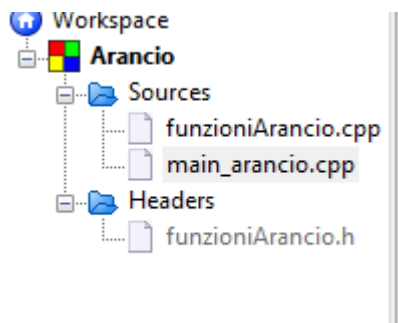 Workspace
Arancio
Sources
funzioniArancio.cpp
main_arancio.cpp
Headers
funzioniArancio.h